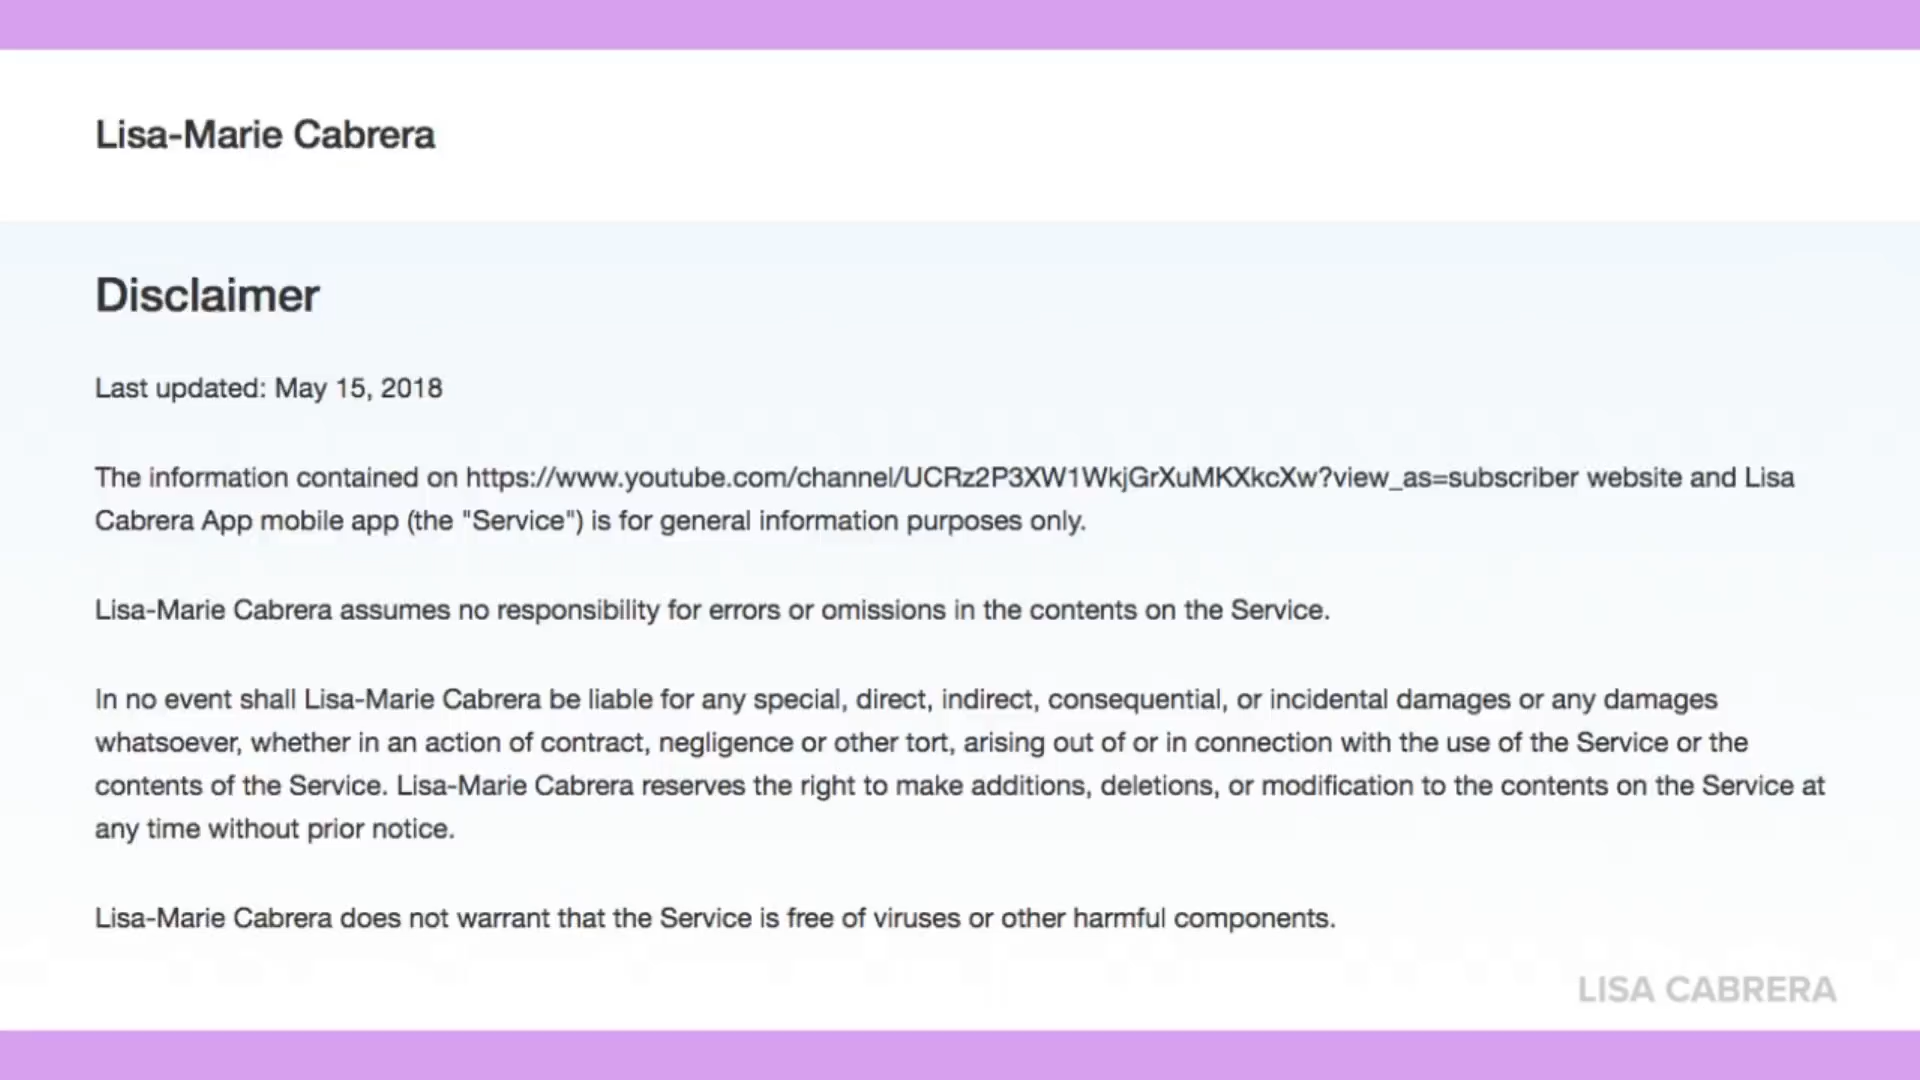 Lisa-Marie Cabrera
Disclaimer
Last updated: May 15, 2018
The information contained on https://www.youtube.com/channel/UCRz2P3XW1WkjGrXuMKXkcXw?view_as=subscriber website and Lisa
Cabrera App mobile app (the "Service") is for general information purposes only.
Lisa-Marie Cabrera assumes no responsibility for errors or omissions in the contents on the Service.
In no event shall Lisa-Marie Cabrera be liable for any special, direct, indirect, consequential, or incidental damages or any damages
whatsoever, whether in an action of contract, negligence or other tort, arising out of or in connection with the use of the Service or the
contents of the Service. Lisa-Marie Cabrera reserves the right to make additions, deletions, or modification to the contents on the Service at
any time without prior notice.
Lisa-Marie Cabrera does not warrant that the Service is free of viruses or other harmful components.
LISA CABRERA